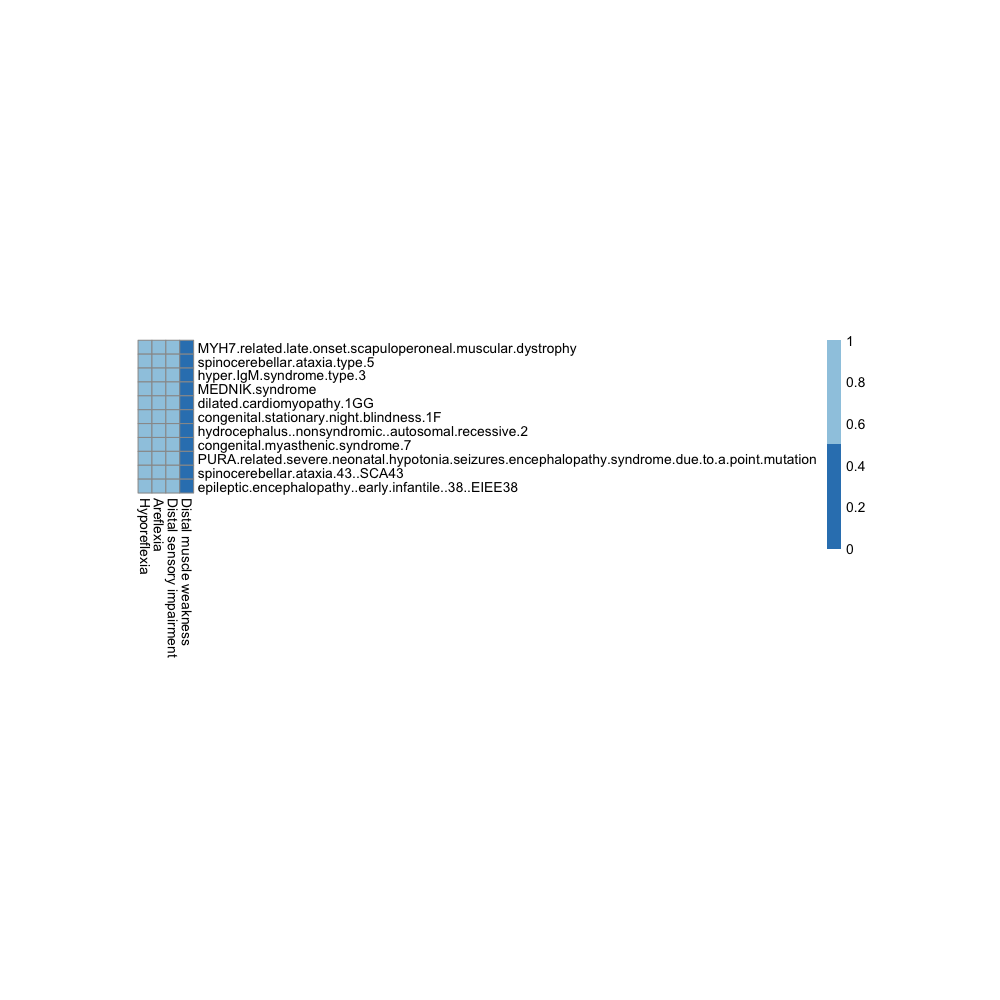 MYH7.related.late.onset.scapuloperoneal.muscular.dystrophy
spinocerebellar.ataxia.type.5
hyper.IgM.syndrome.type.3
MEDNIK.syndrome
dilated.cardiomyopathy.1GG
congenital.stationary.night.blindness.1F
hydrocephalus..nonsyndromic..autosomal.recessive.2
congenital.myasthenic.syndrome.7
PURA.related.severe.neonatal.hypotonia.seizures.encephalopathy.syndrome.due.to.a.point.mutation
spinocerebellar.ataxia.43..SCA43
epileptic.encephalopathy..early.infantile..38..EIEE38
Hyporeflexia
Areflexia
Distal sensory impairment
Distal muscle weakness
1
0.8
0.6
0.4
0.2
0